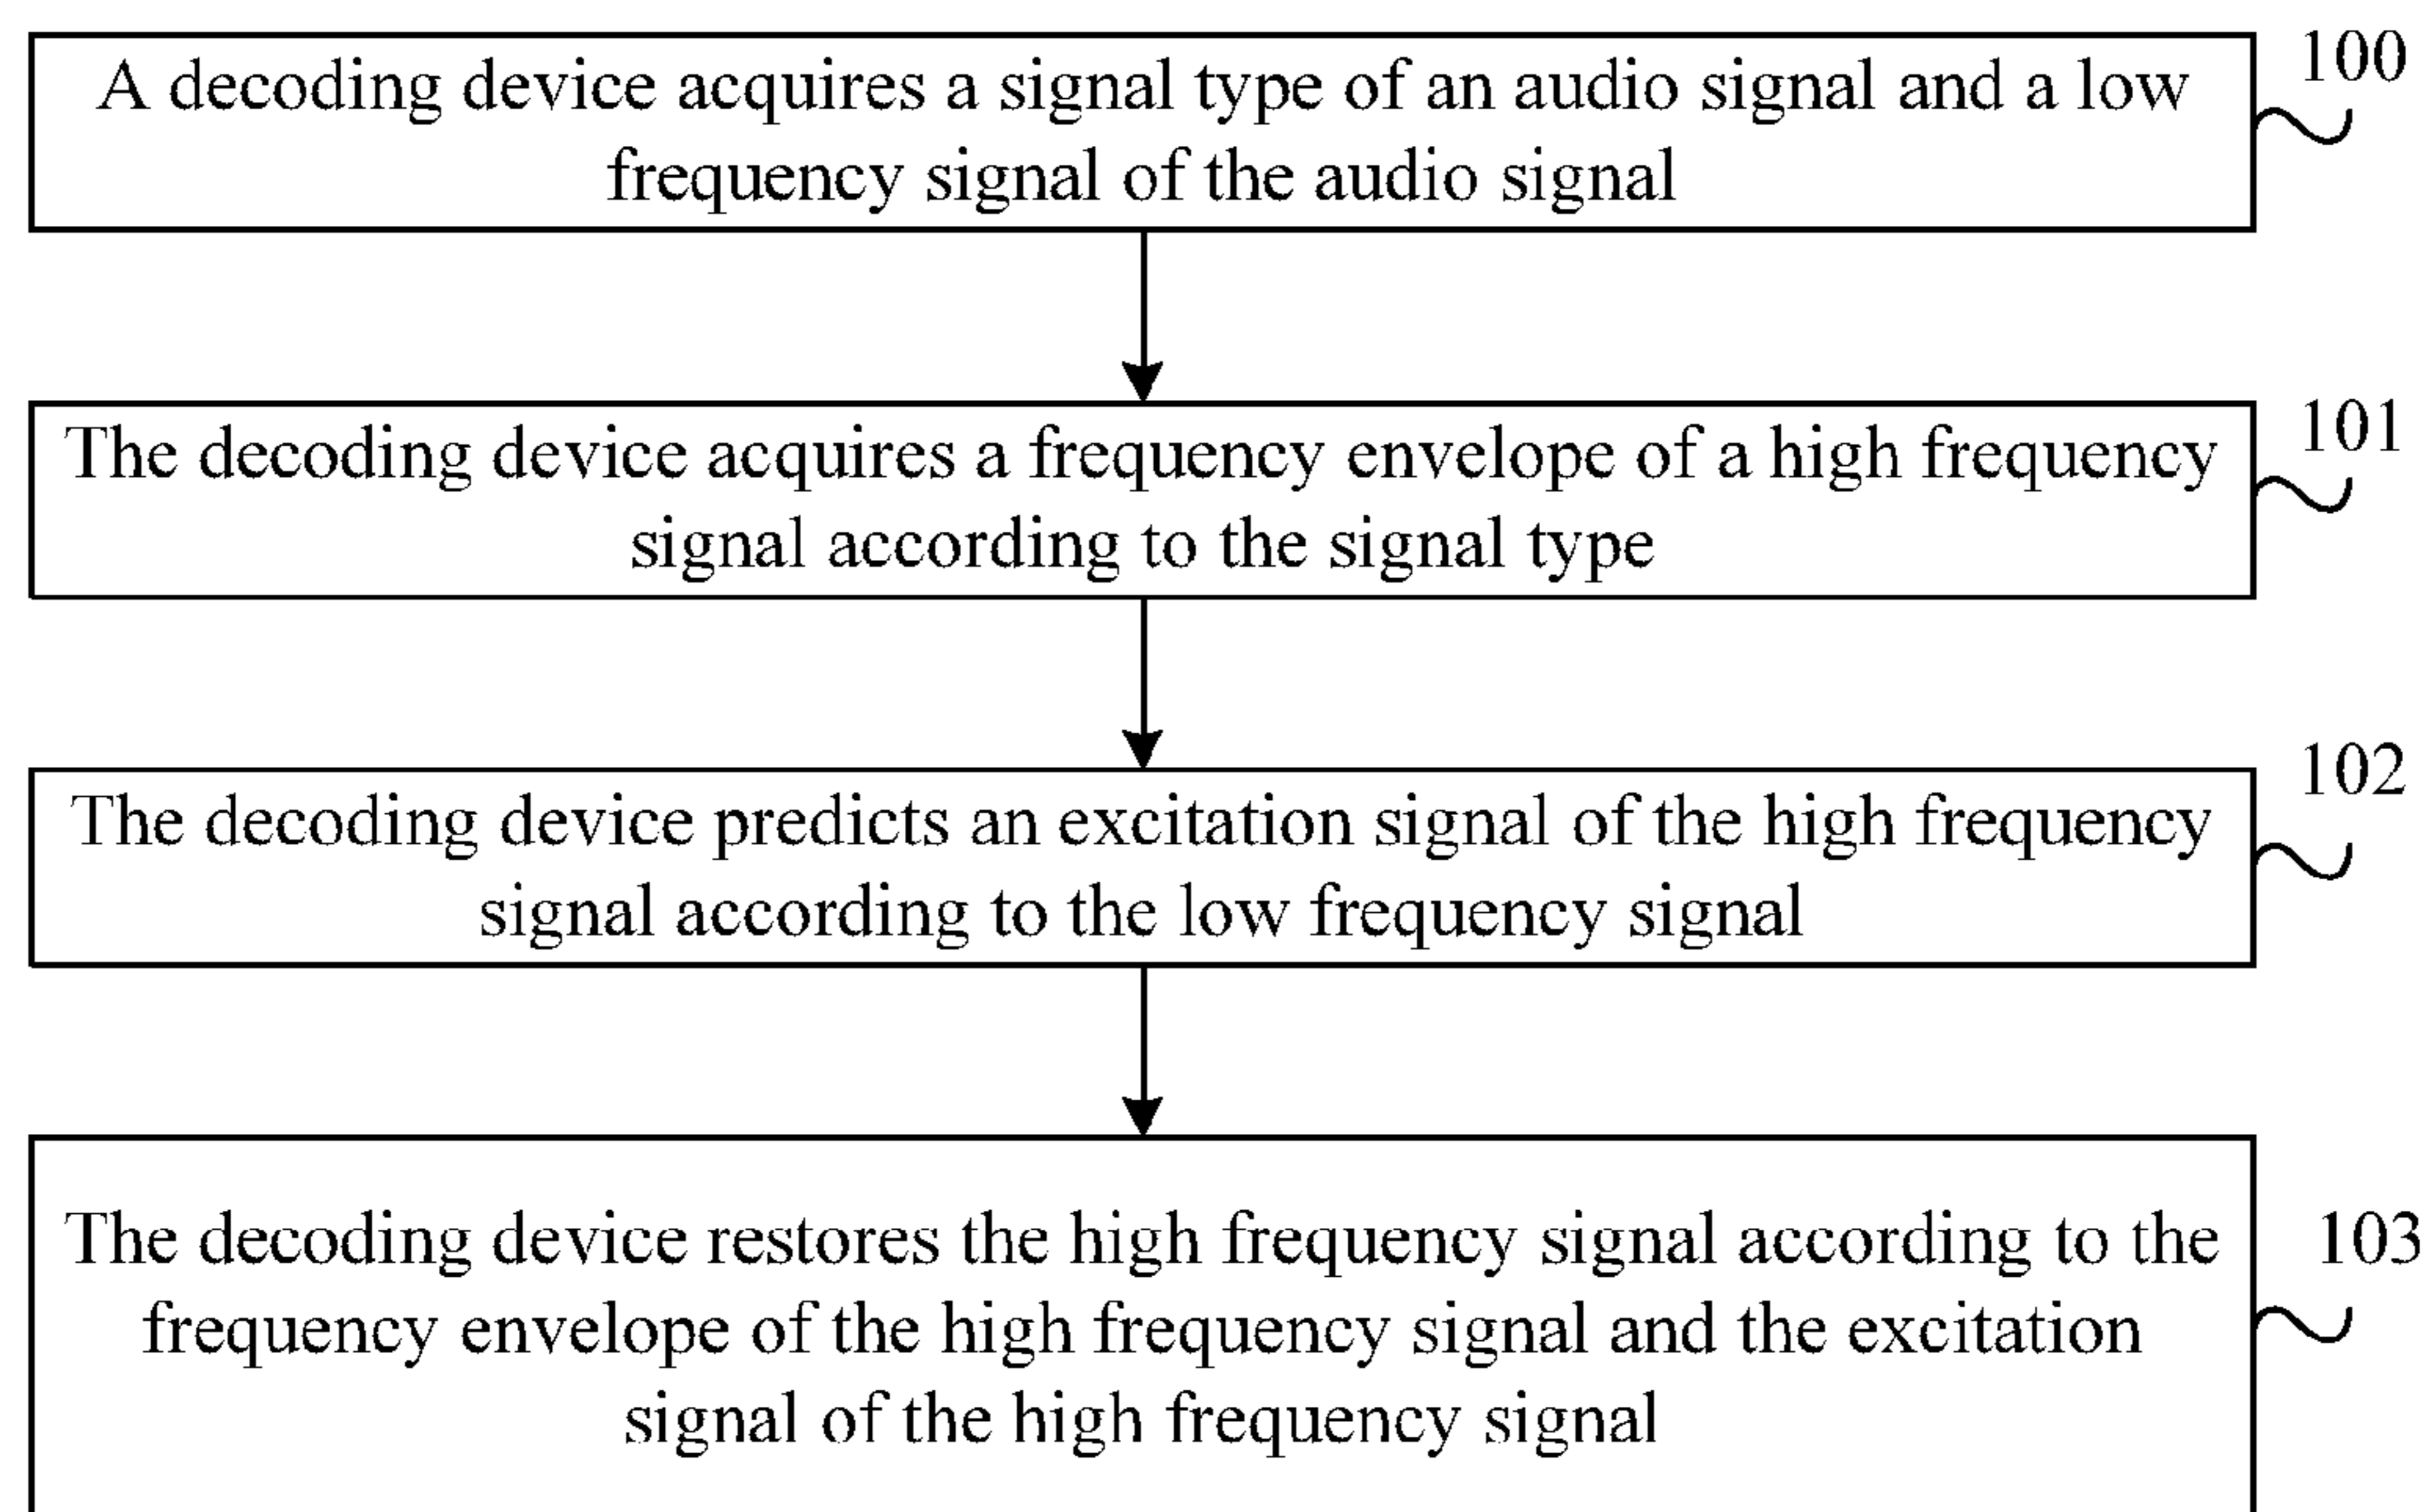 A decoding device acquires a signal type of an audio signal and a low
frequency signal of the audio signal
100
The decoding device acquires a frequency envelope of a high frequency
signal according to the signal type
101
The decoding device predicts an excitation signal of the high frequency
signal according to the low frequency signal
102
The decoding device restores the high frequency signal according to the
frequency envelope of the high frequency signal and the excitation
signal of the high frequency signal
103